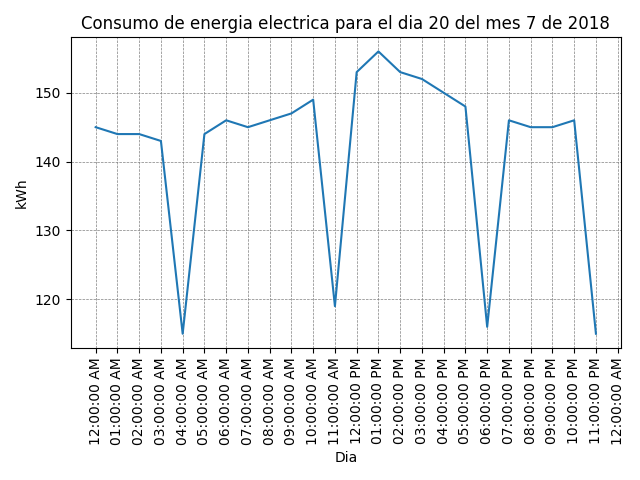 Consumo de energia electrica para el dia 20 del mes 7 de 2018
kWh
150
140
130
120
12:00:00 AM
01:00:00 AM
02:00:00 AM
03:00:00 AM
04:00:00 AM
05:00:00 AM
06:00:00 AM
07:00:00 AM
08:00:00 AM
09:00:00 AM
10:00:00 AM
11:00:00 AM
12:00:00 PM
01:00:00 PM
02:00:00 PM
03:00:00 PM
04:00:00 PM
05:00:00 PM
06:00:00 PM
07:00:00 PM
08:00:00 PM
09:00:00 PM
10:00:00 PM
11:00:00 PM
12:00:00 AM
Dia